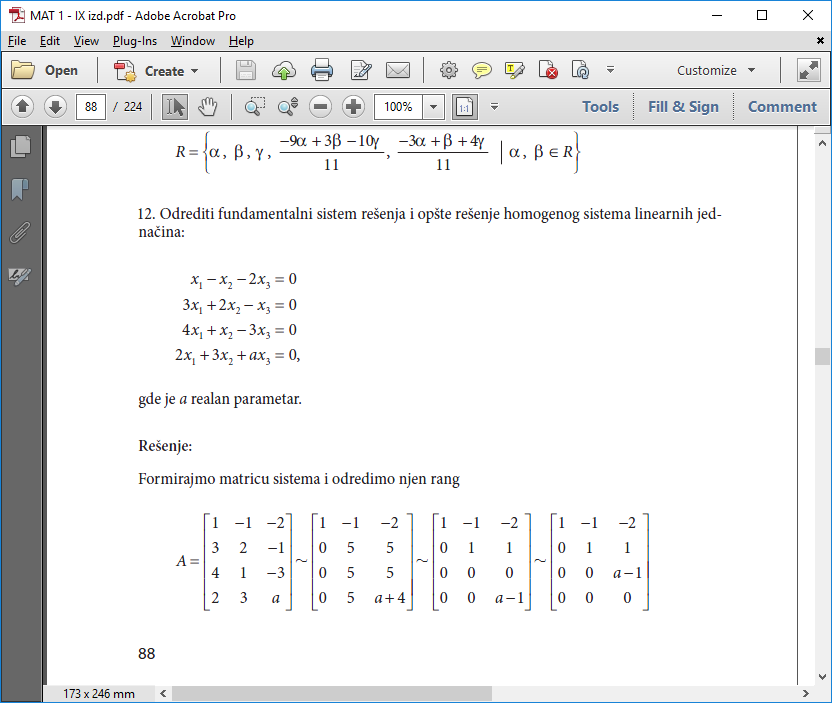 MAT 1 - IX izd.pdf - Adobe Acrobat Pro
File Edit View Plug-Ins Window Help
Open Create Customize
88 / 224 100% 1:1 Tools Fill & Sign Comment
R = {α, β, γ, (−9α + 3β − 10γ)/11, (−3α + β + 4γ)/11 | α, β ∈ R}
12. Odrediti fundamentalni sistem rešenja i opšte rešenje homogenog sistema linearnih jed-
načina:
x₁ − x₂ − 2x₃ = 0
3x₁ + 2x₂ − x₃ = 0
4x₁ + x₂ − 3x₃ = 0
2x₁ + 3x₂ + ax₃ = 0,
gde je a realan parametar.
Rešenje:
Formirajmo matricu sistema i odredimo njen rang
1 −1 −2 1 −1 −2 1 −1 −2 1 −1 −2
3 2 −1 0 5 5 0 1 1 0 1 1
A = ~ ~ ~
4 1 −3 0 5 5 0 0 0 0 0 a−1
2 3 a 0 5 a+4 0 0 a−1 0 0 0
88
173 x 246 mm